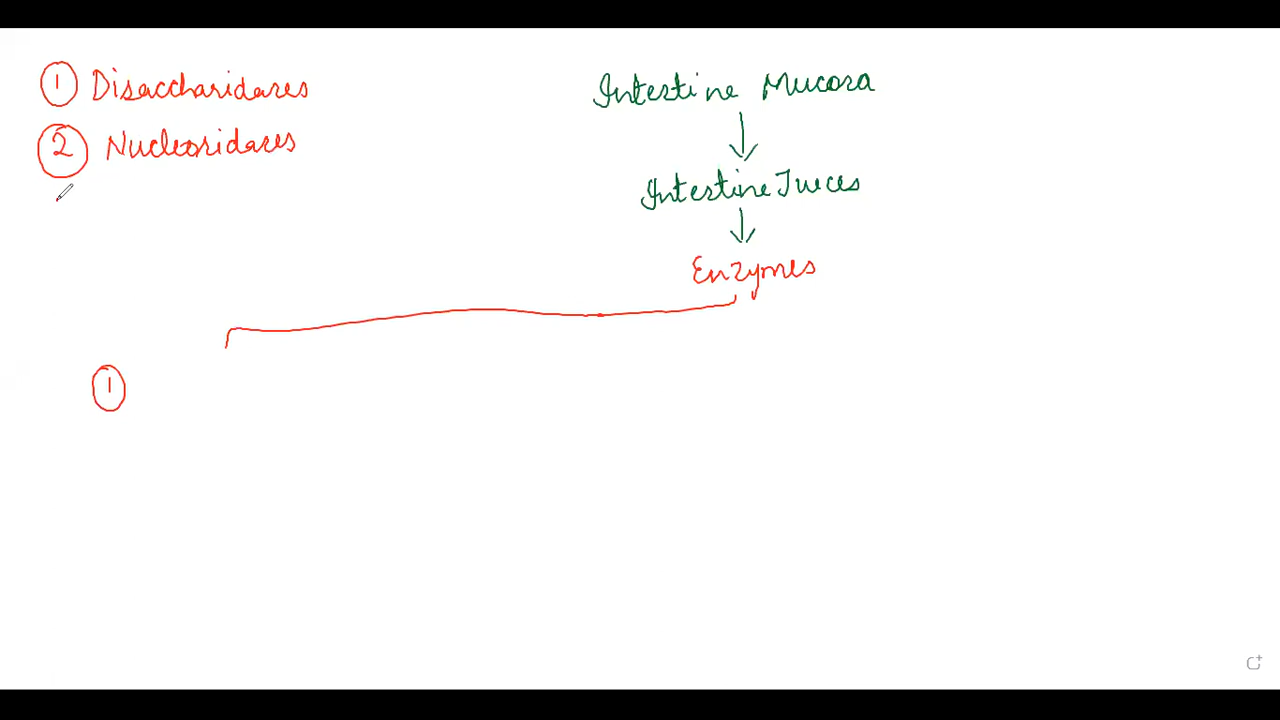 ① Disaccharidases
② Nucleosidases
Intestine Mucosa
↓
Intestine Juices
↓
Enzymes
①